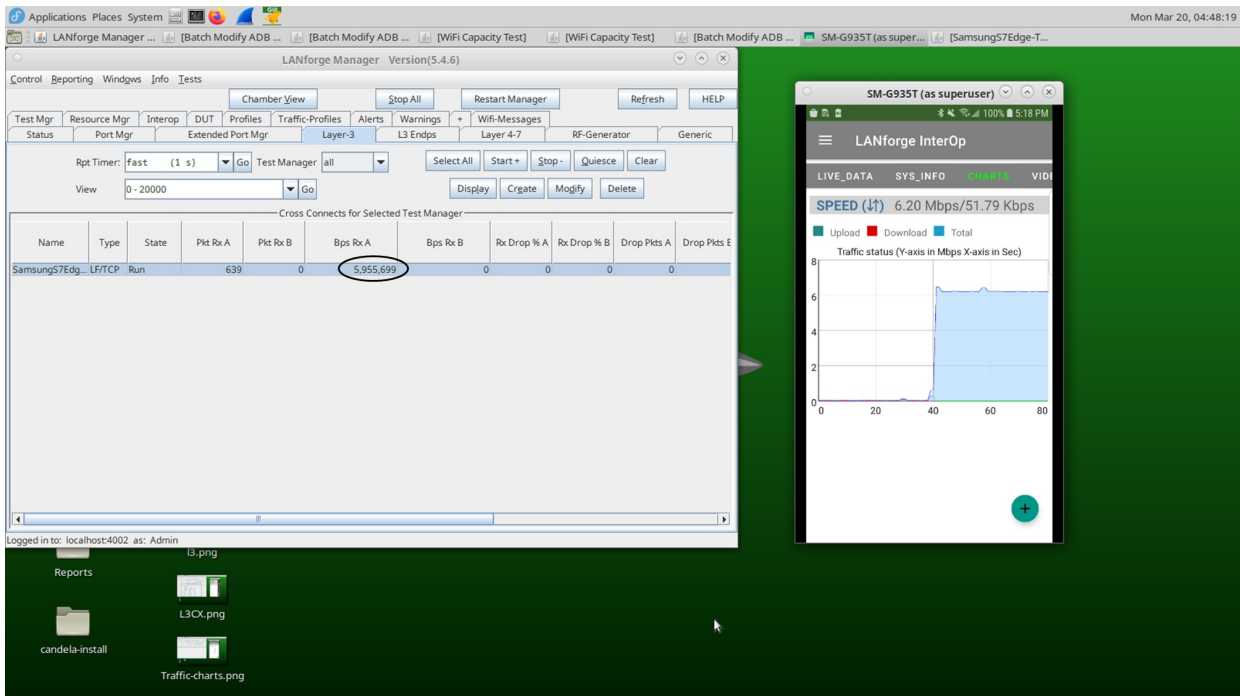 Applications Places System
Mon Mar 20, 04:48:19
LANforge Manager ... [Batch Modify ADB ... [Batch Modify ADB ... [WiFi Capacity Test] [WiFi Capacity Test] [Batch Modify ADB ... SM-G935T (as super... [SamsungS7Edge-T...
LANforge Manager Version(5.4.6)
Control Reporting Windows Info Tests
Chamber View Stop All Restart Manager Refresh HELP
Test Mgr Resource Mgr Interop DUT Profiles Traffic-Profiles Alerts Warnings + Wifi-Messages
Status Port Mgr Extended Port Mgr Layer-3 L3 Endps Layer 4-7 RF-Generator Generic
Rpt Timer: fast (1 s) Go Test Manager all Select All Start + Stop - Quiesce Clear
View 0 - 20000 Go Display Create Modify Delete
Cross Connects for Selected Test Manager
Name Type State Pkt Rx A Pkt Rx B Bps Rx A Bps Rx B Rx Drop % A Rx Drop % B Drop Pkts A Drop Pkts B
SamsungS7Edg... LF/TCP Run 639 0 5,955,699 0 0 0 0
Logged in to: localhost:4002 as: Admin
SM-G935T (as superuser)
100% 5:18 PM
LANforge InterOp
LIVE_DATA SYS_INFO CHARTS VID
SPEED (↓↑) 6.20 Mbps/51.79 Kbps
Upload Download Total
Traffic status (Y-axis in Mbps X-axis in Sec)
8
6
4
2
0
0 20 40 60 80
+
Reports
l3.png
L3CX.png
candela-install
Traffic-charts.png